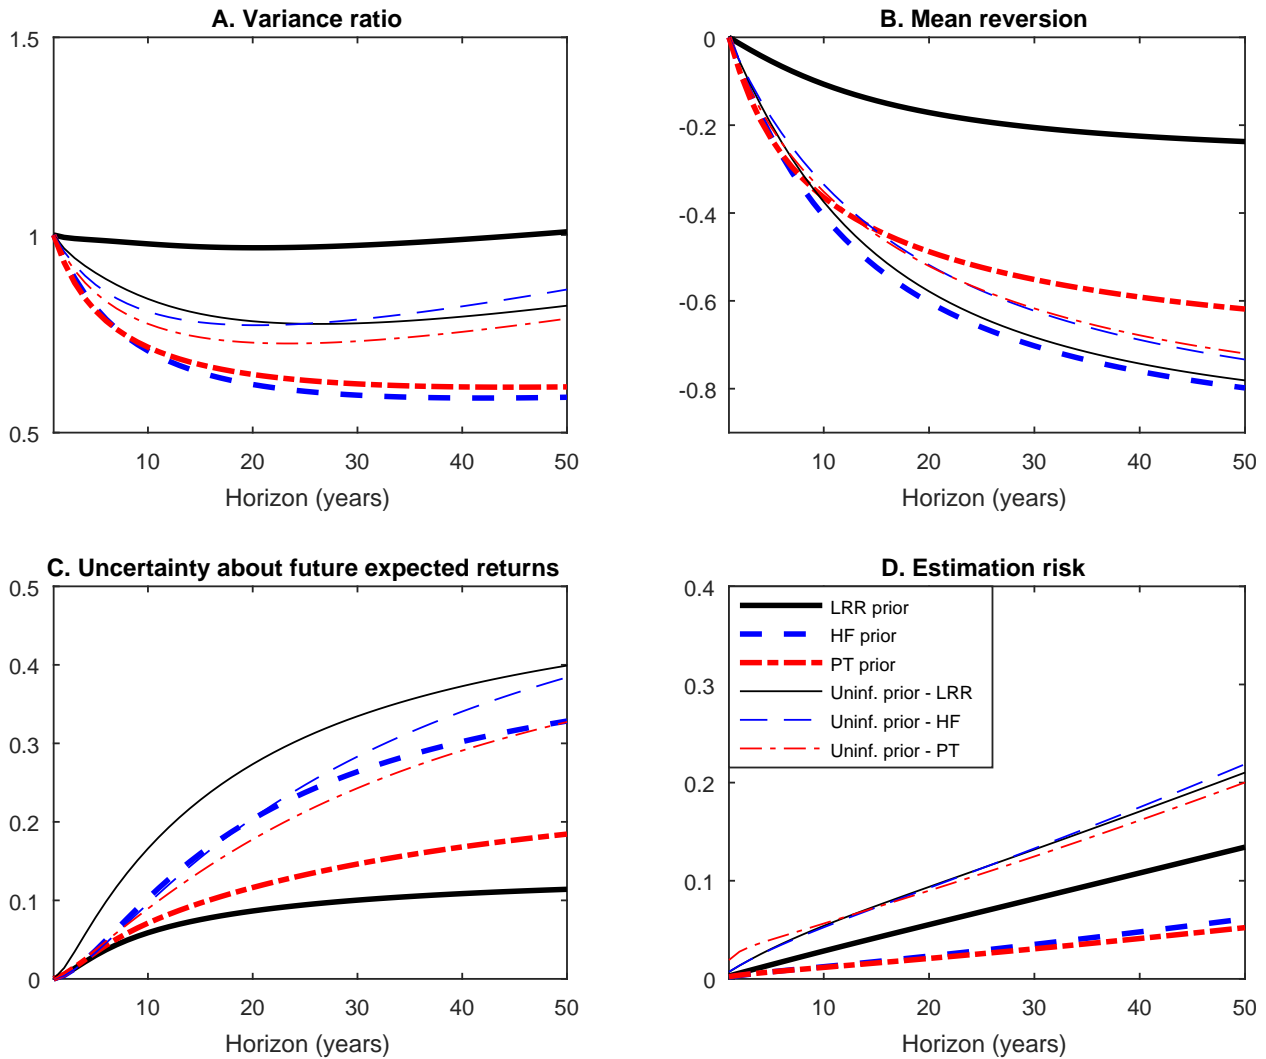 A. Variance ratio
1.5
1
0.5
10 20 30 40 50
Horizon (years)
B. Mean reversion
0
-0.2
-0.4
-0.6
-0.8
10 20 30 40 50
Horizon (years)
C. Uncertainty about future expected returns
0.5
0.4
0.3
0.2
0.1
0
10 20 30 40 50
Horizon (years)
D. Estimation risk
0.4
0.3
0.2
0.1
0
LRR prior
HF prior
PT prior
Uninf. prior - LRR
Uninf. prior - HF
Uninf. prior - PT
10 20 30 40 50
Horizon (years)